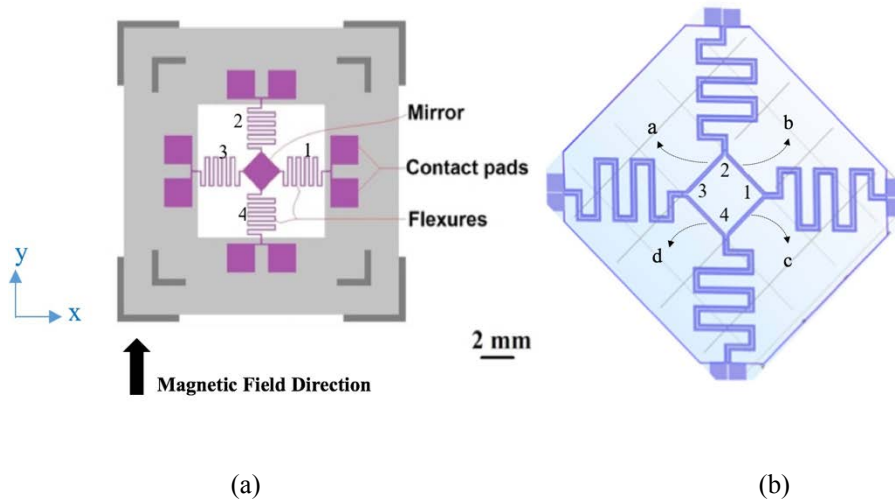 2
3
1
4
Mirror
Contact pads
Flexures
y
x
Magnetic Field Direction
2 mm
a
b
2
3
1
4
d
c
(a)
(b)